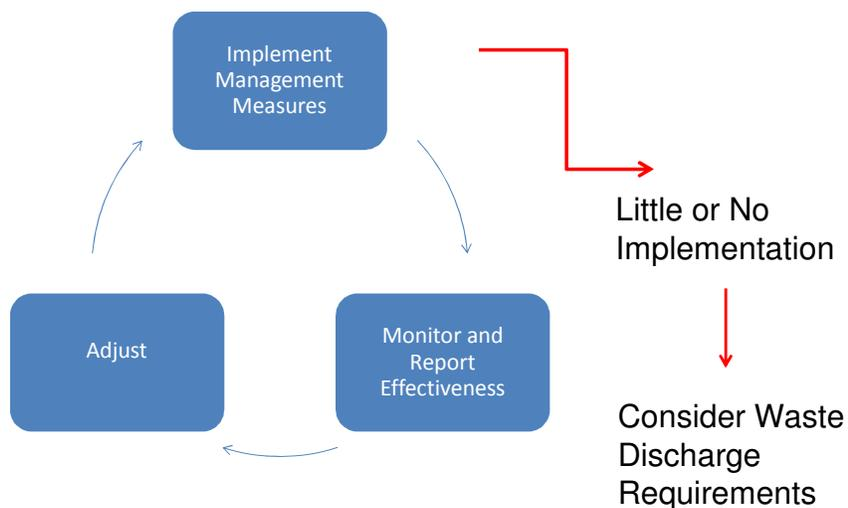 Implement
Management
Measures
Little or No
Implementation
Adjust
Monitor and
Report
Effectiveness
Consider Waste
Discharge
Requirements